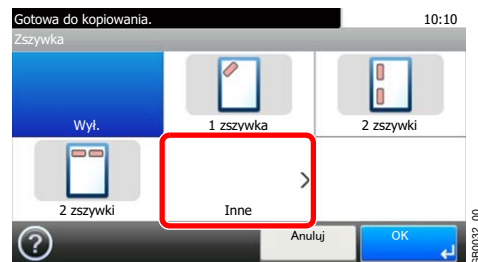 Gotowa do kopiowania. 10:10
Zszywka
Wył. 1 zszywka 2 zszywki
2 zszywki Inne
? Anuluj OK
GB0032_00